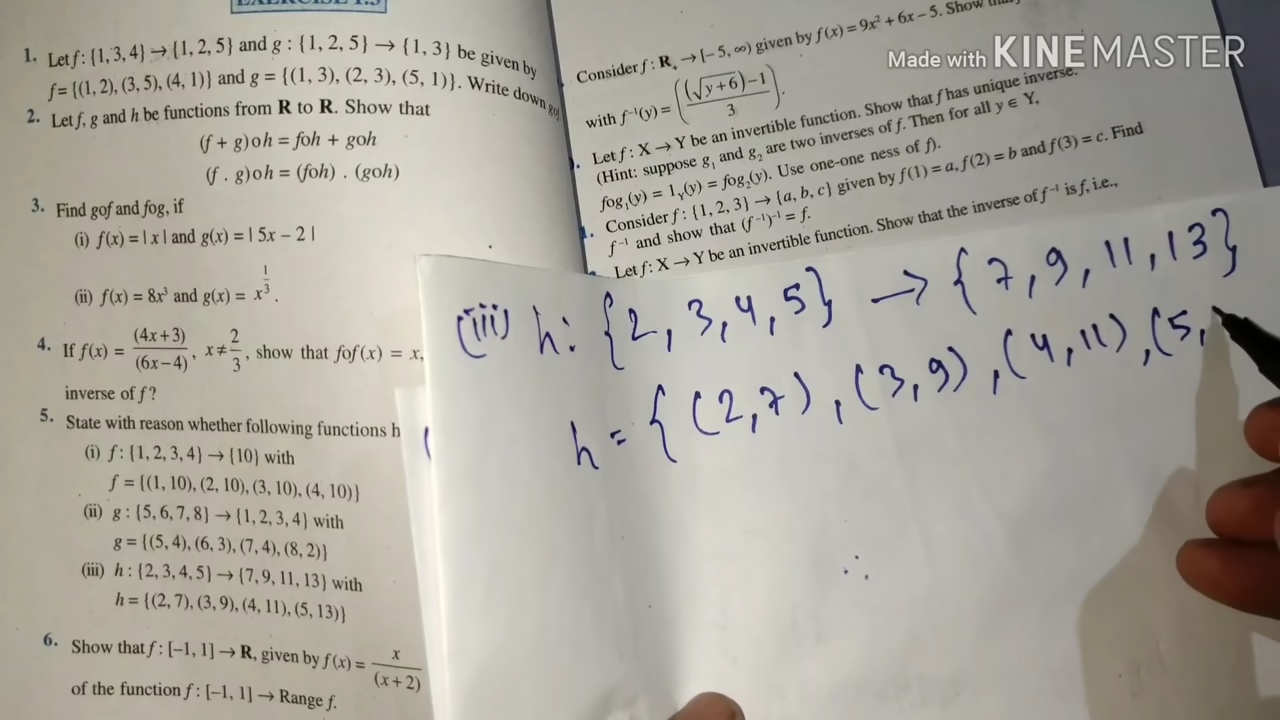 EXERCISE 1.3
1. Let f : {1, 3, 4} → {1, 2, 5} and g : {1, 2, 5} → {1, 3} be given by
f = {(1, 2), (3, 5), (4, 1)} and g = {(1, 3), (2, 3), (5, 1)}. Write down gof
2. Let f, g and h be functions from R to R. Show that
(f + g)oh = foh + goh
(f . g)oh = (foh) . (goh)
3. Find gof and fog, if
(i) f(x) = | x | and g(x) = | 5x – 2 |
(ii) f(x) = 8x³ and g(x) = x^(1/3).
4. If f(x) = (4x+3)/(6x–4), x ≠ 2/3, show that fof(x) = x,
inverse of f?
5. State with reason whether following functions h
(i) f : {1, 2, 3, 4} → {10} with
f = {(1, 10), (2, 10), (3, 10), (4, 10)}
(ii) g : {5, 6, 7, 8} → {1, 2, 3, 4} with
g = {(5, 4), (6, 3), (7, 4), (8, 2)}
(iii) h : {2, 3, 4, 5} → {7, 9, 11, 13} with
h = {(2, 7), (3, 9), (4, 11), (5, 13)}
6. Show that f : [–1, 1] → R, given by f(x) = x/(x+2)
of the function f : [–1, 1] → Range f.
Consider f : R₊ → [– 5, ∞) given by f(x) = 9x² + 6x – 5. Show
with f⁻¹(y) = ((√y+6)–1)/3).
Let f : X → Y be an invertible function. Show that f has unique inverse.
(Hint: suppose g₁ and g₂ are two inverses of f. Then for all y ∈ Y,
fog₁(y) = 1_Y(y) = fog₂(y). Use one-one ness of f).
Consider f : {1, 2, 3} → {a, b, c} given by f(1) = a, f(2) = b and f(3) = c. Find
f⁻¹ and show that (f⁻¹)⁻¹ = f.
Let f : X → Y be an invertible function. Show that the inverse of f⁻¹ is f, i.e.,
Made with KINEMASTER
(iii) h : {2, 3, 4, 5} → {7, 9, 11, 13}
h = {(2, 7), (3, 9), (4, 11), (5,